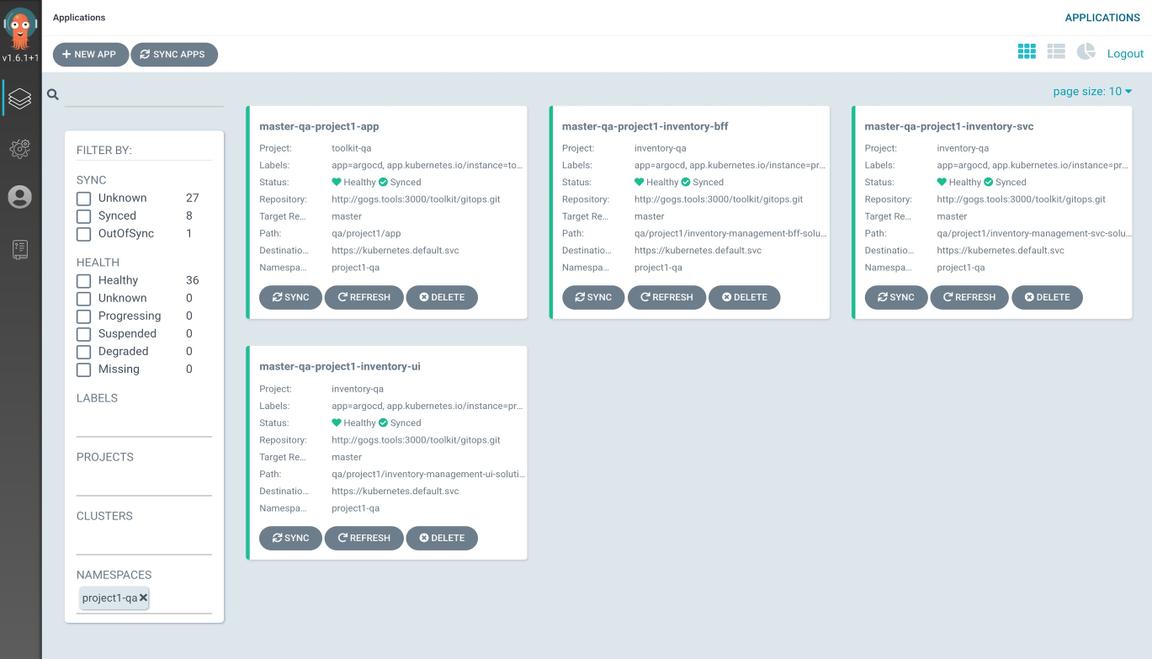 Applications
APPLICATIONS
v1.6.1+1
NEW APP
SYNC APPS
Logout
page size: 10
FILTER BY:
SYNC
Unknown 27
Synced 8
OutOfSync 1
HEALTH
Healthy 36
Unknown 0
Progressing 0
Suspended 0
Degraded 0
Missing 0
LABELS
PROJECTS
CLUSTERS
NAMESPACES
project1-qa
master-qa-project1-app
Project: toolkit-qa
Labels: app=argocd, app.kubernetes.io/instance=to...
Status: Healthy Synced
Repository: http://gogs.tools:3000/toolkit/gitops.git
Target Re... master
Path: qa/project1/app
Destinatio... https://kubernetes.default.svc
Namespa... project1-qa
SYNC REFRESH DELETE
master-qa-project1-inventory-bff
Project: inventory-qa
Labels: app=argocd, app.kubernetes.io/instance=pr...
Status: Healthy Synced
Repository: http://gogs.tools:3000/toolkit/gitops.git
Target Re... master
Path: qa/project1/inventory-management-bff-solu...
Destinatio... https://kubernetes.default.svc
Namespa... project1-qa
SYNC REFRESH DELETE
master-qa-project1-inventory-svc
Project: inventory-qa
Labels: app=argocd, app.kubernetes.io/instance=pr...
Status: Healthy Synced
Repository: http://gogs.tools:3000/toolkit/gitops.git
Target Re... master
Path: qa/project1/inventory-management-svc-solu...
Destinatio... https://kubernetes.default.svc
Namespa... project1-qa
SYNC REFRESH DELETE
master-qa-project1-inventory-ui
Project: inventory-qa
Labels: app=argocd, app.kubernetes.io/instance=pr...
Status: Healthy Synced
Repository: http://gogs.tools:3000/toolkit/gitops.git
Target Re... master
Path: qa/project1/inventory-management-ui-soluti...
Destinatio... https://kubernetes.default.svc
Namespa... project1-qa
SYNC REFRESH DELETE